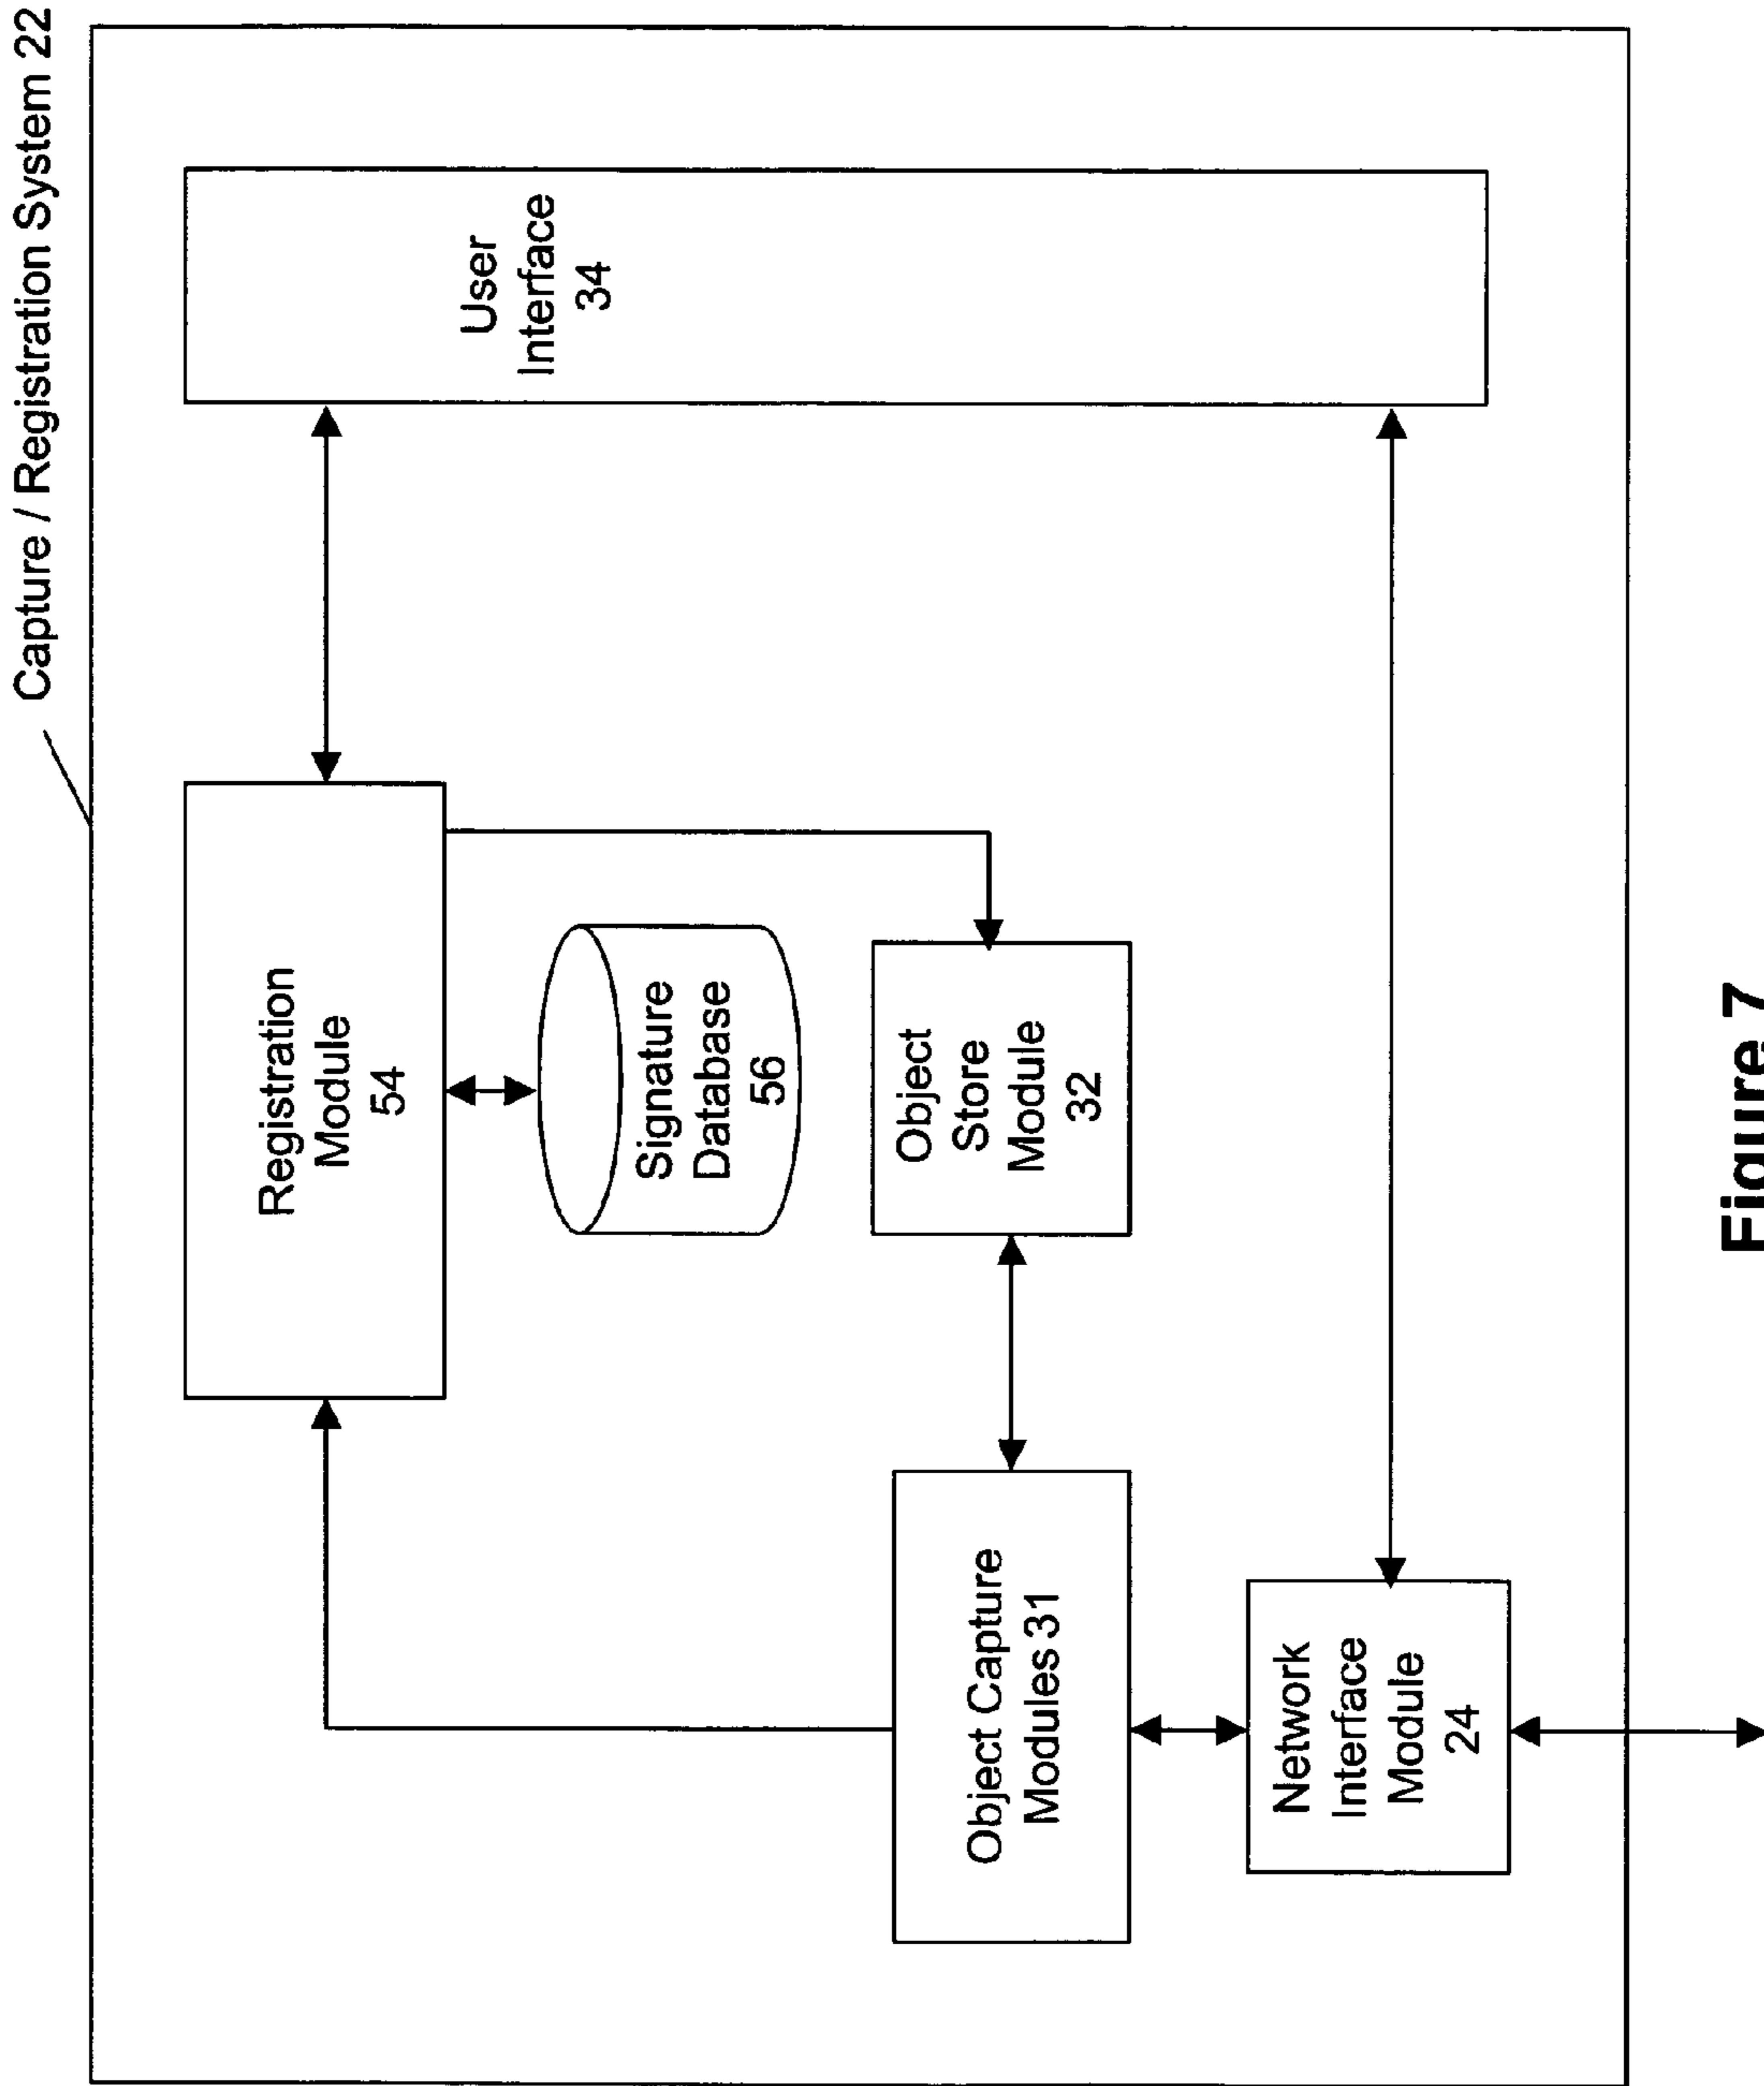 Capture / Registration System 22
Registration
Module
54
User
Interface
34
Signature
Database
56
Object
Store
Module
32
Object Capture
Modules 31
Network
Interface
Module
24
Figure 7